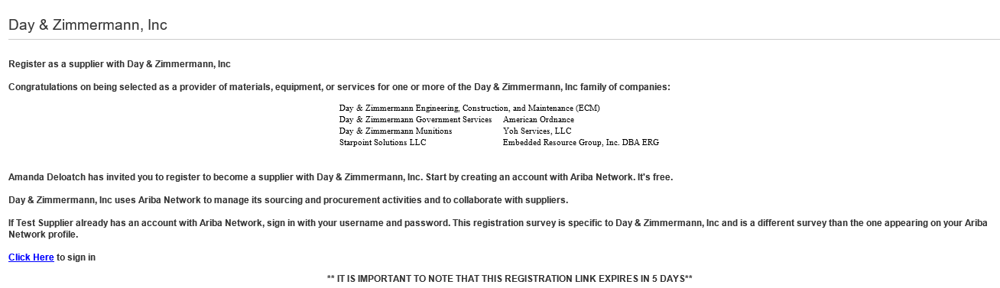 Day & Zimmermann, Inc
Register as a supplier with Day & Zimmermann, Inc
Congratulations on being selected as a provider of materials, equipment, or services for one or more of the Day & Zimmermann, Inc family of companies:
Day & Zimmermann Engineering, Construction, and Maintenance (ECM)
Day & Zimmermann Government Services American Ordnance
Day & Zimmermann Munitions Yoh Services, LLC
Starpoint Solutions LLC Embedded Resource Group, Inc. DBA ERG
Amanda Deloatch has invited you to register to become a supplier with Day & Zimmermann, Inc. Start by creating an account with Ariba Network. It's free.
Day & Zimmermann, Inc uses Ariba Network to manage its sourcing and procurement activities and to collaborate with suppliers.
If Test Supplier already has an account with Ariba Network, sign in with your username and password. This registration survey is specific to Day & Zimmermann, Inc and is a different survey than the one appearing on your Ariba
Network profile.
Click Here to sign in
** IT IS IMPORTANT TO NOTE THAT THIS REGISTRATION LINK EXPIRES IN 5 DAYS**